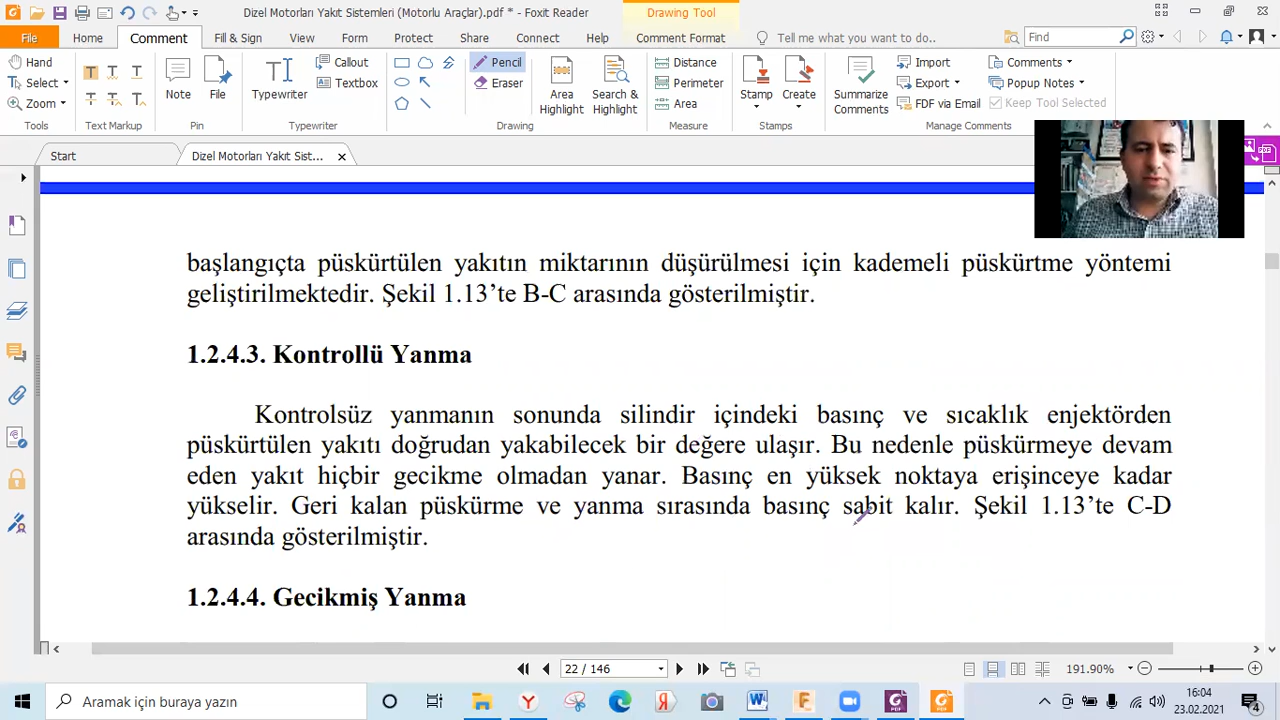 Dizel Motorları Yakıt Sistemleri (Motorlu Araçlar).pdf * - Foxit Reader
Drawing Tool
File Home Comment Fill & Sign View Form Protect Share Connect Help Comment Format Tell me what you want to do.. Find
Hand
Select
Zoom
Tools
Text Markup
Note
File
Pin
Typewriter
Callout
Textbox
Typewriter
Pencil
Eraser
Area Highlight
Search & Highlight
Drawing
Distance
Perimeter
Area
Measure
Stamp
Create
Stamps
Summarize Comments
Import
Export
FDF via Email
Comments
Popup Notes
Keep Tool Selected
Manage Comments
Start
Dizel Motorları Yakıt Sist...
başlangıçta püskürtülen yakıtın miktarının düşürülmesi için kademeli püskürtme yöntemi
geliştirilmektedir. Şekil 1.13’te B-C arasında gösterilmiştir.
1.2.4.3. Kontrollü Yanma
Kontrolsüz yanmanın sonunda silindir içindeki basınç ve sıcaklık enjektörden
püskürtülen yakıtı doğrudan yakabilecek bir değere ulaşır. Bu nedenle püskürmeye devam
eden yakıt hiçbir gecikme olmadan yanar. Basınç en yüksek noktaya erişinceye kadar
yükselir. Geri kalan püskürme ve yanma sırasında basınç sabit kalır. Şekil 1.13’te C-D
arasında gösterilmiştir.
1.2.4.4. Gecikmiş Yanma
22 / 146
191.90%
Aramak için buraya yazın
16:04
23.02.2021
4